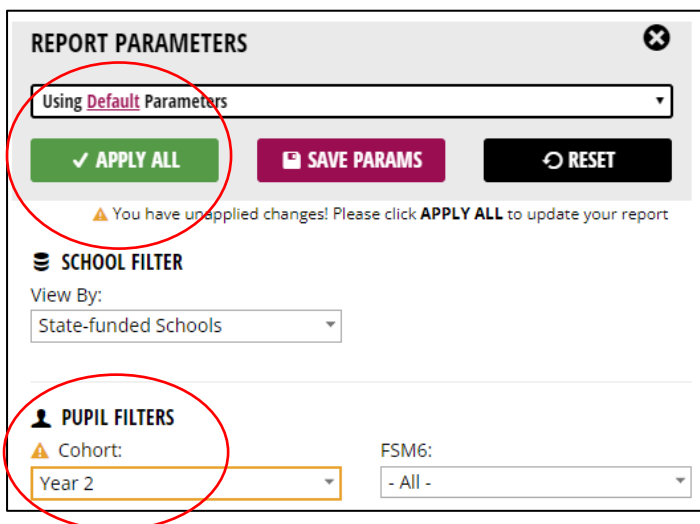 REPORT PARAMETERS
Using Default Parameters
APPLY ALL
SAVE PARAMS
RESET
You have unapplied changes! Please click APPLY ALL to update your report
SCHOOL FILTER
View By:
State-funded Schools
PUPIL FILTERS
Cohort:
FSM6:
Year 2
- All -